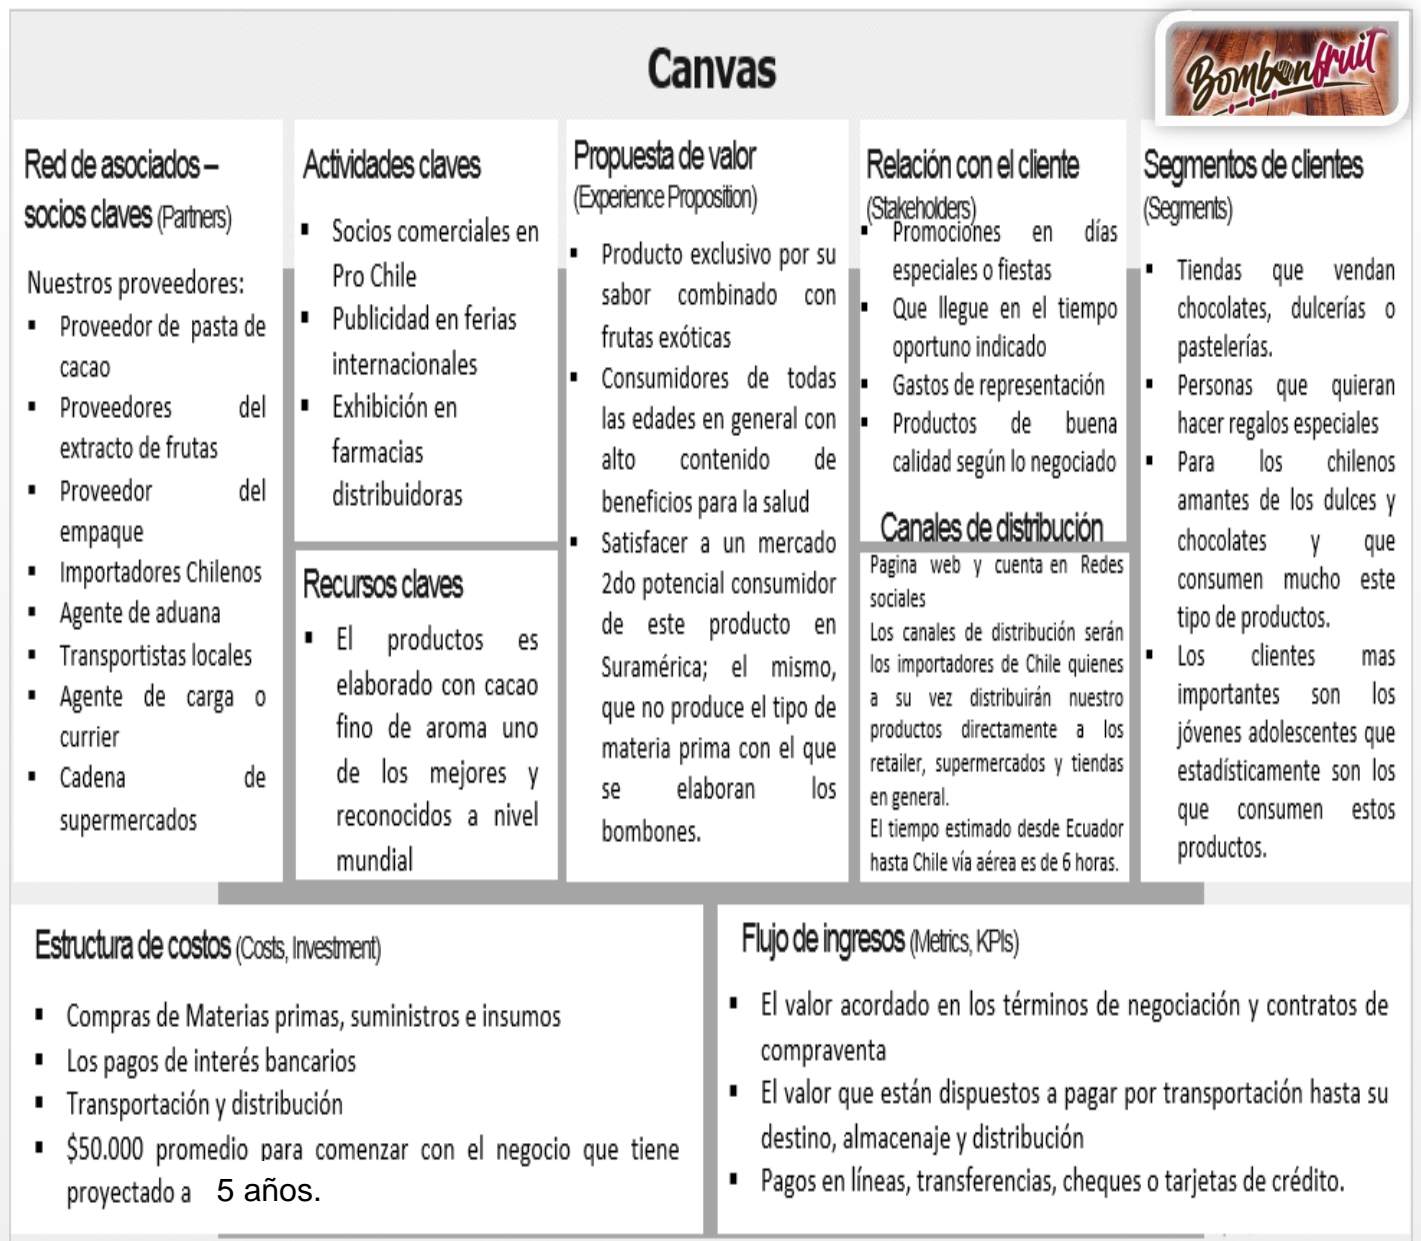 Canvas
Bombonfruit
Red de asociados –
socios claves (Partners)
Nuestros proveedores:
▪ Proveedor de pasta de
cacao
▪ Proveedores del
extracto de frutas
▪ Proveedor del
empaque
▪ Importadores Chilenos
▪ Agente de aduana
▪ Transportistas locales
▪ Agente de carga o
currier
▪ Cadena de
supermercados
Actividades claves
▪ Socios comerciales en
Pro Chile
▪ Publicidad en ferias
internacionales
▪ Exhibición en
farmacias
distribuidoras
Recursos claves
▪ El productos es
elaborado con cacao
fino de aroma uno
de los mejores y
reconocidos a nivel
mundial
Propuesta de valor
(Experience Proposition)
▪ Producto exclusivo por su
sabor combinado con
frutas exóticas
▪ Consumidores de todas
las edades en general con
alto contenido de
beneficios para la salud
▪ Satisfacer a un mercado
2do potencial consumidor
de este producto en
Suramérica; el mismo,
que no produce el tipo de
materia prima con el que
se elaboran los
bombones.
Relación con el cliente
(Stakeholders)
▪ Promociones en días
especiales o fiestas
▪ Que llegue en el tiempo
oportuno indicado
▪ Gastos de representación
▪ Productos de buena
calidad según lo negociado
Canales de distribución
Pagina web y cuenta en Redes
sociales
Los canales de distribución serán
los importadores de Chile quienes
a su vez distribuirán nuestro
productos directamente a los
retailer, supermercados y tiendas
en general.
El tiempo estimado desde Ecuador
hasta Chile vía aérea es de 6 horas.
Segmentos de clientes
(Segments)
▪ Tiendas que vendan
chocolates, dulcerías o
pastelerías.
▪ Personas que quieran
hacer regalos especiales
▪ Para los chilenos
amantes de los dulces y
chocolates y que
consumen mucho este
tipo de productos.
▪ Los clientes mas
importantes son los
jóvenes adolescentes que
estadísticamente son los
que consumen estos
productos.
Estructura de costos (Costs, Investment)
▪ Compras de Materias primas, suministros e insumos
▪ Los pagos de interés bancarios
▪ Transportación y distribución
▪ $50.000 promedio para comenzar con el negocio que tiene
proyectado a 5 años.
Flujo de ingresos (Metrics, KPIs)
▪ El valor acordado en los términos de negociación y contratos de
compraventa
▪ El valor que están dispuestos a pagar por transportación hasta su
destino, almacenaje y distribución
▪ Pagos en líneas, transferencias, cheques o tarjetas de crédito.